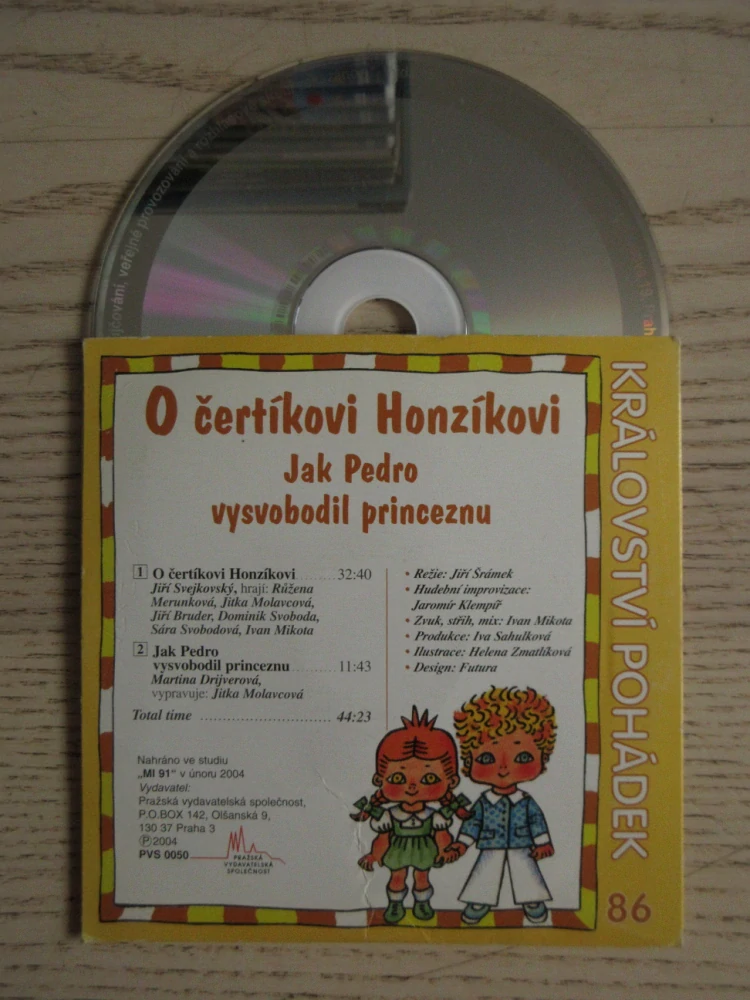 jčování, veřejné provozování a
O čertíkovi Honzíkovi
Jak Pedro
vysvobodil princeznu
1 O čertíkovi Honzíkovi 32:40
Jiří Svejkovský, hrají: Růžena
Merunková, Jitka Molavcová,
Jiří Bruder, Dominik Svoboda,
Sára Svobodová, Ivan Mikota
2 Jak Pedro
vysvobodil princeznu 11:43
Martina Drijverová,
vypravuje: Jitka Molavcová
Total time 44:23
• Režie: Jiří Šrámek
• Hudební improvizace:
Jaromír Klempíř
• Zvuk, střih, mix: Ivan Mikota
• Produkce: Iva Sahulková
• Ilustrace: Helena Zmatlíková
• Design: Futura
Nahráno ve studiu
„MI 91“ v únoru 2004
Vydavatel:
Pražská vydavatelská společnost,
P.O.BOX 142, Olšanská 9,
130 37 Praha 3
Ⓟ2004
PVS 0050
PRAŽSKÁ
VYDAVATELSKÁ
SPOLEČNOST
KRÁLOVSTVÍ POHÁDEK
86